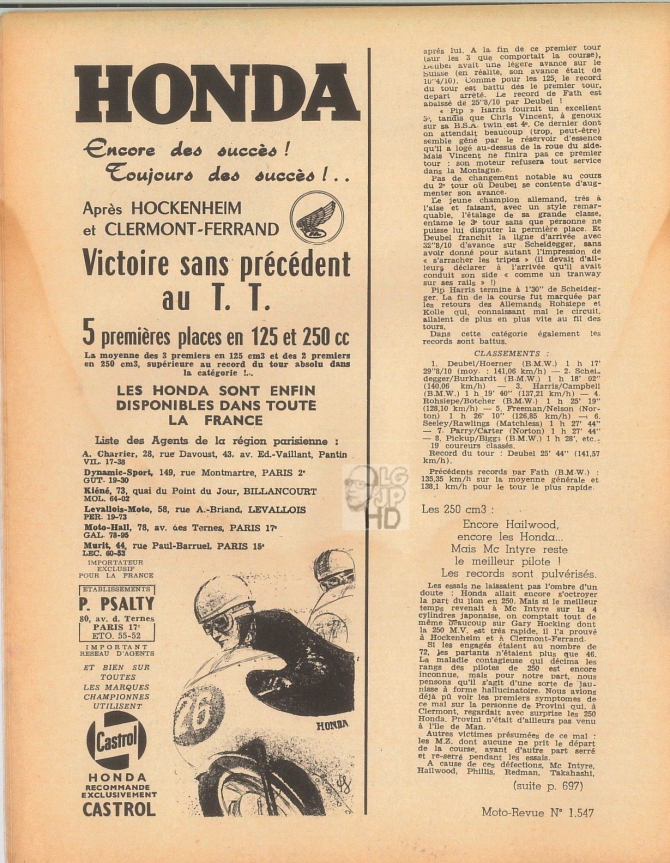 HONDA
Encore des succès !
Toujours des succès !..
Après HOCKENHEIM
et CLERMONT-FERRAND
Victoire sans précédent
au T. T.
5 premières places en 125 et 250 cc
La moyenne des 3 premiers en 125 cm3 et des 2 premiers
en 250 cm3, supérieure au record du tour absolu dans
la catégorie !..
LES HONDA SONT ENFIN
DISPONIBLES DANS TOUTE
LA FRANCE
Liste des Agents de la région parisienne :
A. Charrier, 28, rue Davoust, 43, av. Ed.-Vaillant, Pantin
VIL. 17-38
Dynamic-Sport, 149, rue Montmartre, PARIS 2e
GUT. 19-30
Kiéné, 73, quai du Point du Jour, BILLANCOURT
MOL. 64-02
Levallois-Moto, 58, rue A.-Briand, LEVALLOIS
PER. 19-73
Moto-Hall, 78, av. des Ternes, PARIS 17e
GAL. 78-95
Murit, 44, rue Paul-Barruel, PARIS 15e
LEC. 60-53
IMPORTATEUR
EXCLUSIF
POUR LA FRANCE
ETABLISSEMENTS
P. PSALTY
80, av. d. Ternes
PARIS 17e
ETO. 55-52
IMPORTANT
RESEAU D'AGENTS
ET BIEN SUR
TOUTES
LES MARQUES
CHAMPIONNES
UTILISENT
Castrol
HONDA
RECOMMANDE
EXCLUSIVEMENT
CASTROL
76
HONDA
LG
JP
HD
après lui. A la fin de ce premier tour
(sur les 3 que comportait la course),
Deubel avait une légère avance sur le
Suisse (en réalité, son avance était de
10"4/10). Comme pour les 125, le record
du tour est battu dès le premier tour,
départ arrêté. Le record de Fath est
abaissé de 25"8/10 par Deubel !
« Pip » Harris fournit un excellent
3e, tandis que Chris Vincent, à genoux
sur sa B.S.A. twin est 4e. Ce dernier dont
on attendait beaucoup (trop, peut-être)
semble gêné par le réservoir d'essence
qu'il a logé au-dessus de la roue du side.
Mais Vincent ne finira pas ce premier
tour : son moteur refusera tout service
dans la Montagne.
Pas de changement notable au cours
du 2e tour où Deubel se contente d'aug-
menter son avance.
Le jeune champion allemand, très à
l'aise et faisant, avec un style remar-
quable, l'étalage de sa grande classe,
entame le 3e tour sans que personne ne
puisse lui disputer la permière place. Et
Deubel franchit la ligne d'arrivée avec
32"8/10 d'avance sur Scheidegger, sans
avoir donné pour autant l'impression de
« s'arracher les tripes » (il devait d'ail-
leurs déclarer à l'arrivée qu'il avait
conduit son side « comme un tranway
sur ses rails » !)
Pip Harris termine à 1'30" de Scheideg-
ger. La fin de la course fut marquée par
les retours des Allemands Rohsiepe et
Kolle qui, connaissant mal le circuit,
allaient de plus en plus vite au fil des
tours.
Dans cette catégorie également les
records sont battus.
CLASSEMENTS :
1. Deubel/Hoerner (B.M.W.) 1 h 17'
29"8/10 (moy. : 141,06 km/h) — 2. Schei-
degger/Burkhardt (B.M.W.) 1 h 18' 02"
(140,06 km/h) — 3. Harris/Campbell
(B.M.W.) 1 h 19' 40" (137,21 km/h) — 4.
Rohsiepe/Botcher (B.M.W.) 1 h 25' 19"
(128,10 km/h) — 5. Freeman/Nelson (Nor-
ton) 1 h 26' 10" (126,85 km/h) — 6.
Seeley/Rawlings (Matchless) 1 h 27' 44"
— 7. Parry/Carter (Norton) 1 h 27' 44"
— 8. Pickup/Biggs (B.M.W.) 1 h 28', etc...
19 coureurs classés.
Record du tour : Deubel 25' 44" (141,57
km/h).
Précédents records par Fath (B.M.W.) :
135,35 km/h sur la moyenne générale et
138,1 km/h pour le tour le plus rapide.
Les 250 cm3 :
Encore Hailwood,
encore les Honda...
Mais Mc Intyre reste
le meilleur pilote !
Les records sont pulvérisés.
Les essais ne laissaient pas l'ombre d'un
doute : Honda allait encore s'octroyer
la part du lion en 250. Mais si le meilleur
temps revenait à Mc Intyre sur la 4
cylindres japonaise, on comptait tout de
même beaucoup sur Gary Hocking dont
la 250 M.V. est très rapide, il l'a prouvé
à Hockenheim et à Clermont-Ferrand.
Si les engagés étaient au nombre de
72, les partants n'étaient plus que 46.
La maladie contagieuse qui décima les
rangs des pilotes de 250 est encore
inconnue, mais pour notre part, nous
pensons qu'il s'agit d'une sorte de jau-
nisse à forme hallucinatoire. Nous avions
déjà pû voir les premiers symptomes de
ce mal sur la personne de Provini qui, à
Clermont, regardait avec surprise les 250
Honda. Provini n'était d'ailleurs pas venu
à l'île de Man.
Autres victimes présumées de ce mal :
les M.Z. dont aucune ne prit le départ
de la course, ayant d'autre part serré
et re-serré pendant les essais.
A cause de ces défections, Mc Intyre,
Hailwood, Phillis, Redman, Takahashi,
(suite p. 697)
Moto-Revue N° 1.547